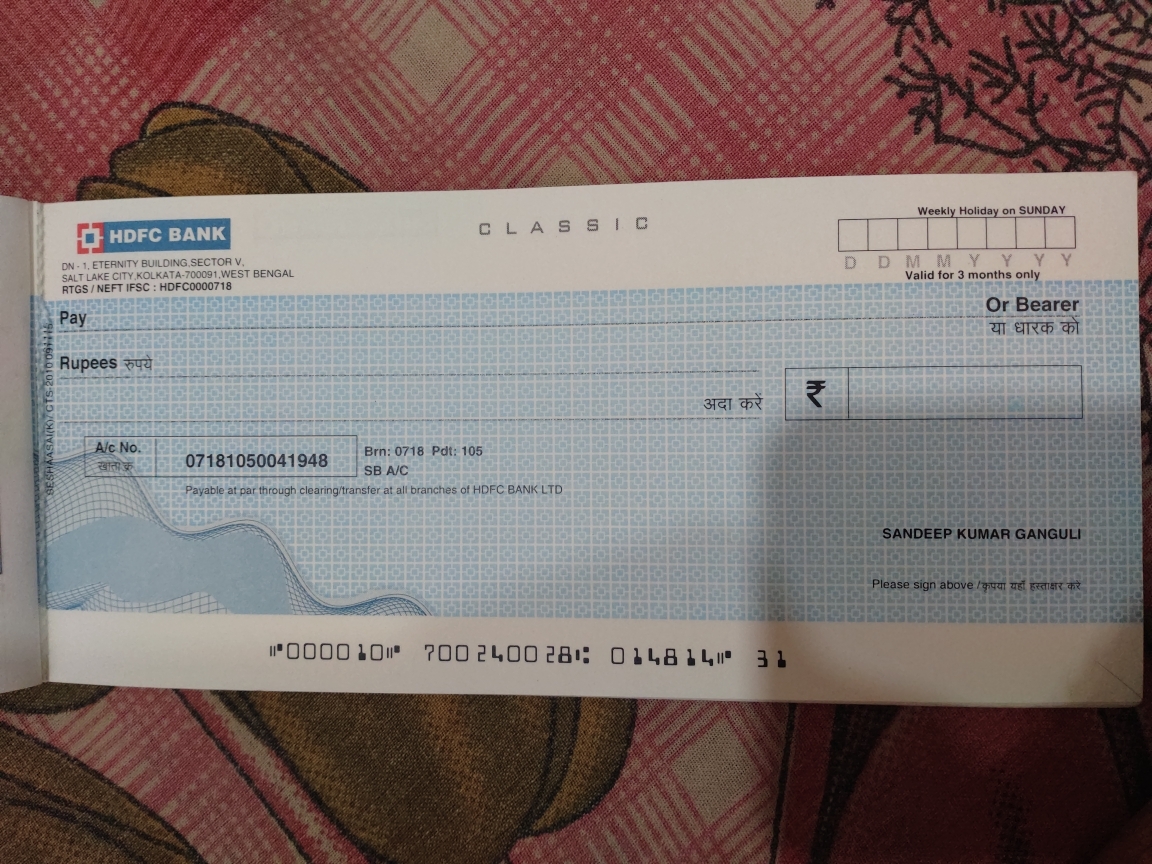 HDFC BANK
CLASSIC
Weekly Holiday on SUNDAY
DN - 1, ETERNITY BUILDING,SECTOR V,
SALT LAKE CITY,KOLKATA-700091,WEST BENGAL
RTGS / NEFT IFSC : HDFC0000718
D D M M Y Y Y Y
Valid for 3 months only
Pay
Or Bearer
या धारक को
Rupees रुपये
अदा करें
₹
A/c No.
07181050041948
Brn: 0718 Pdt: 105
SB A/C
Payable at par through clearing/transfer at all branches of HDFC BANK LTD
SANDEEP KUMAR GANGULI
Please sign above / कृपया यहाँ हस्ताक्षर करें
⑈000010⑈ 700240028⑆ 014814⑈ 31